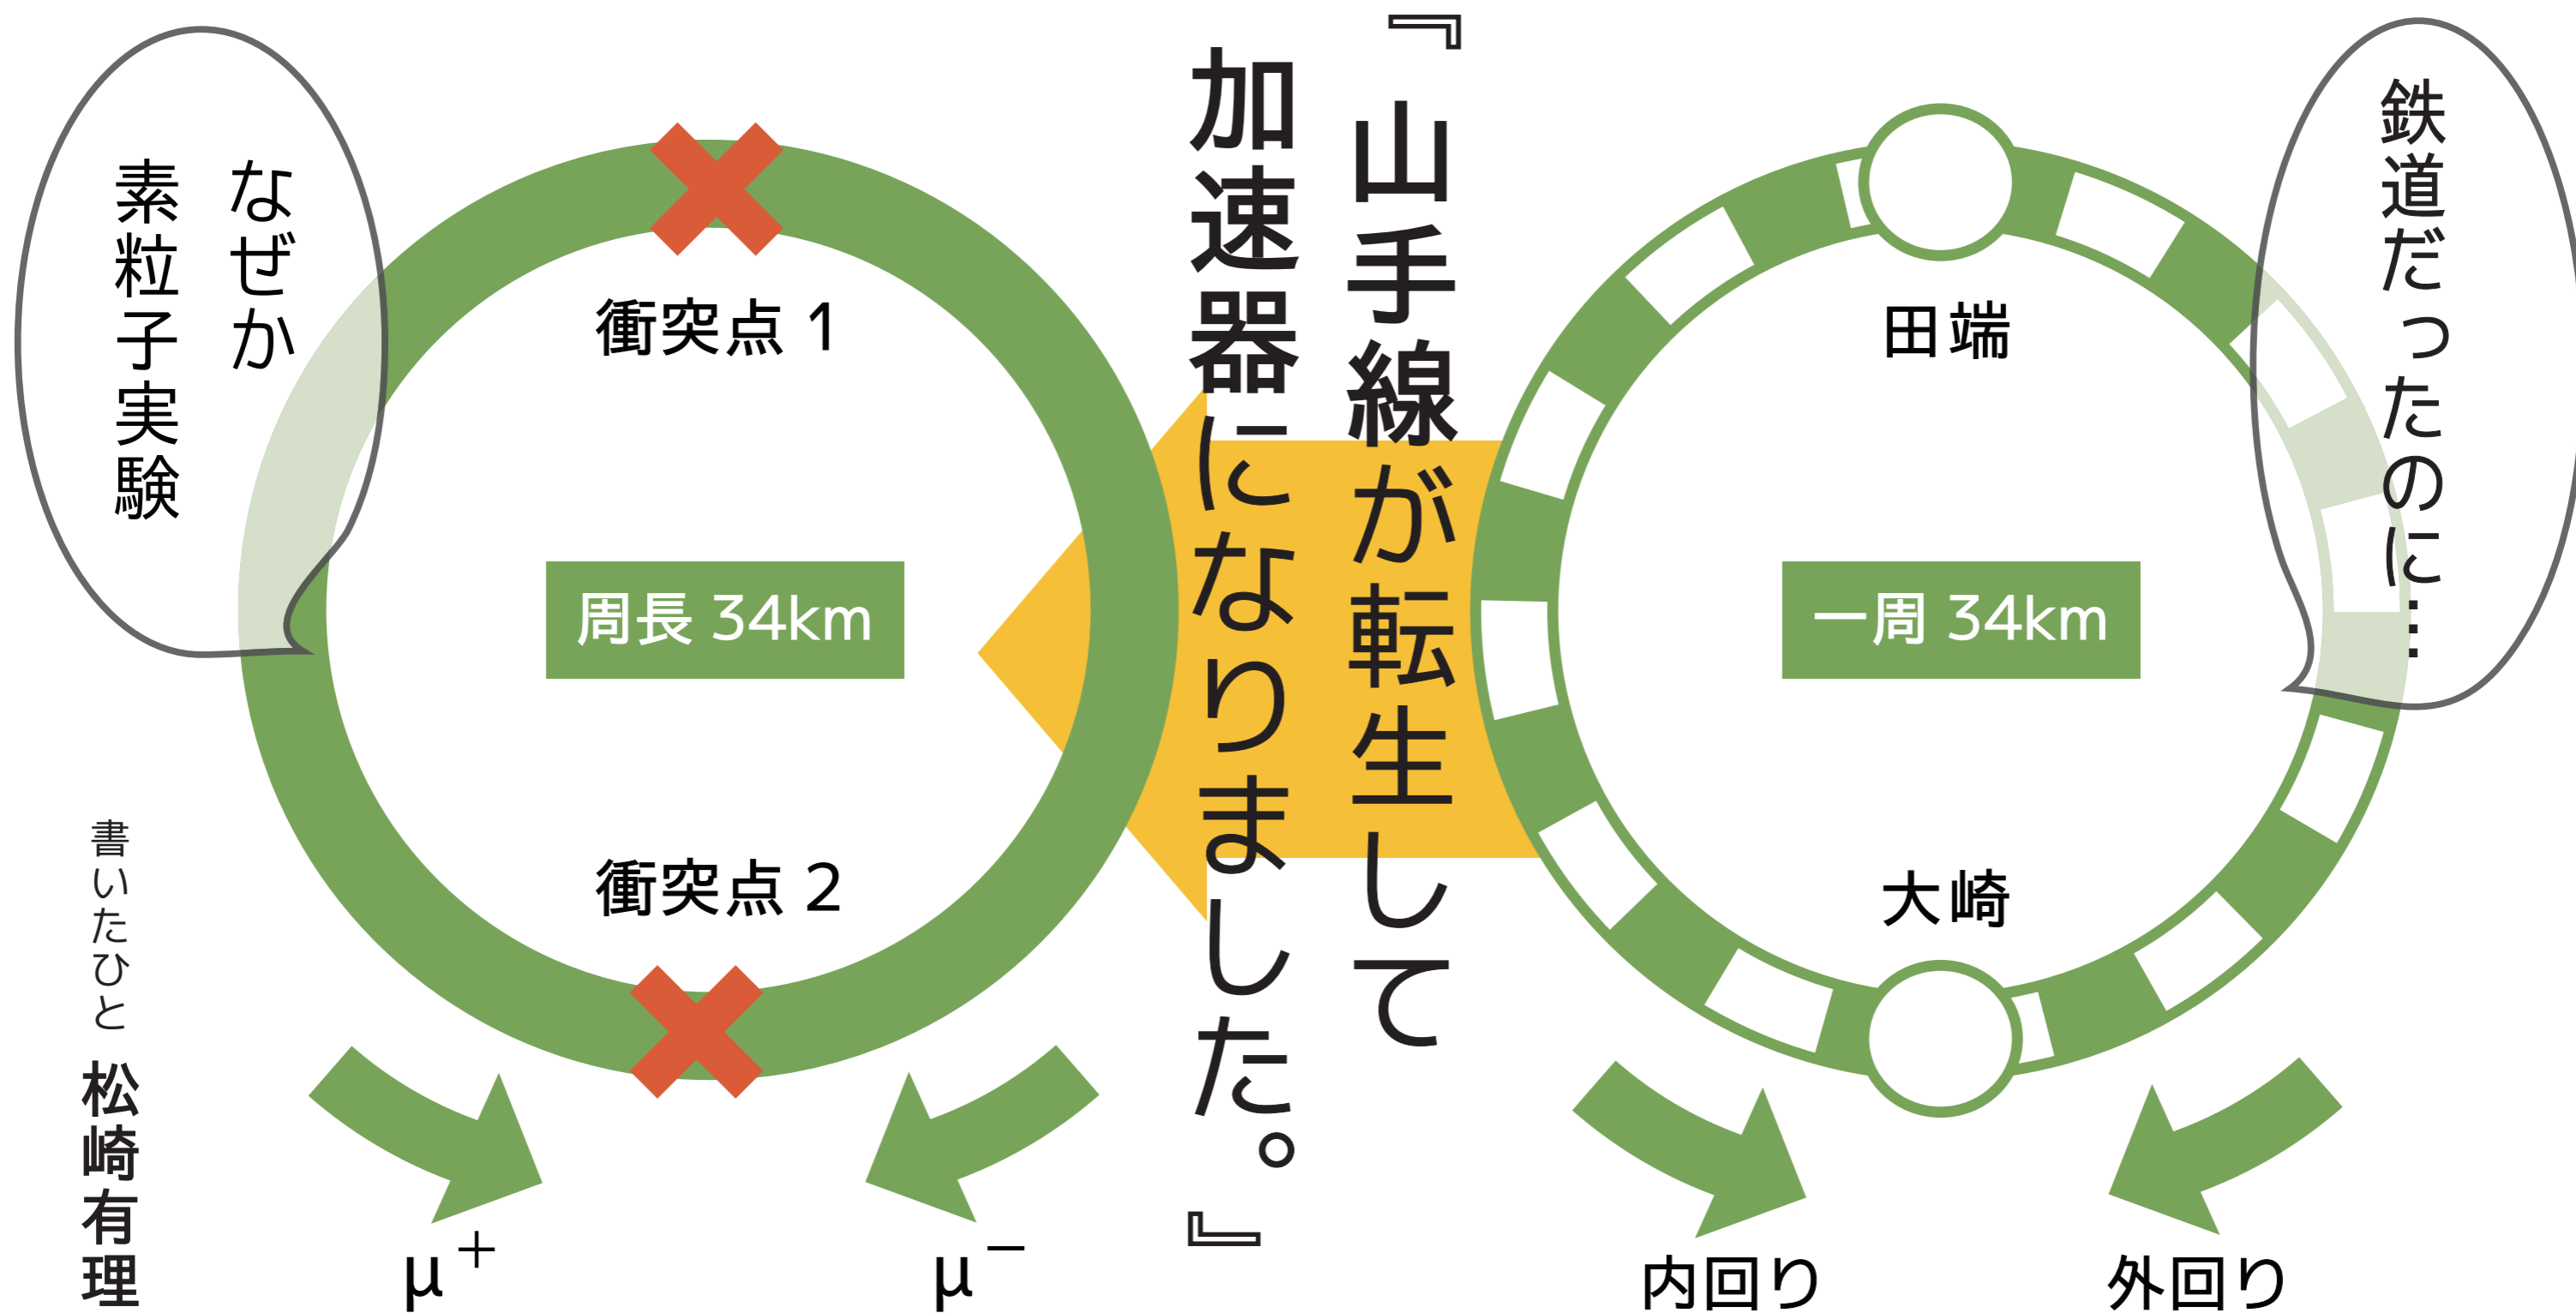 鉄道だったのに…
田端
一周 34km
大崎
内回り
外回り
『山手線が転生して
加速器になりました。』
なぜか
素粒子実験
衝突点 1
周長 34km
衝突点 2
μ⁺
μ⁻
書いたひと 松崎有理